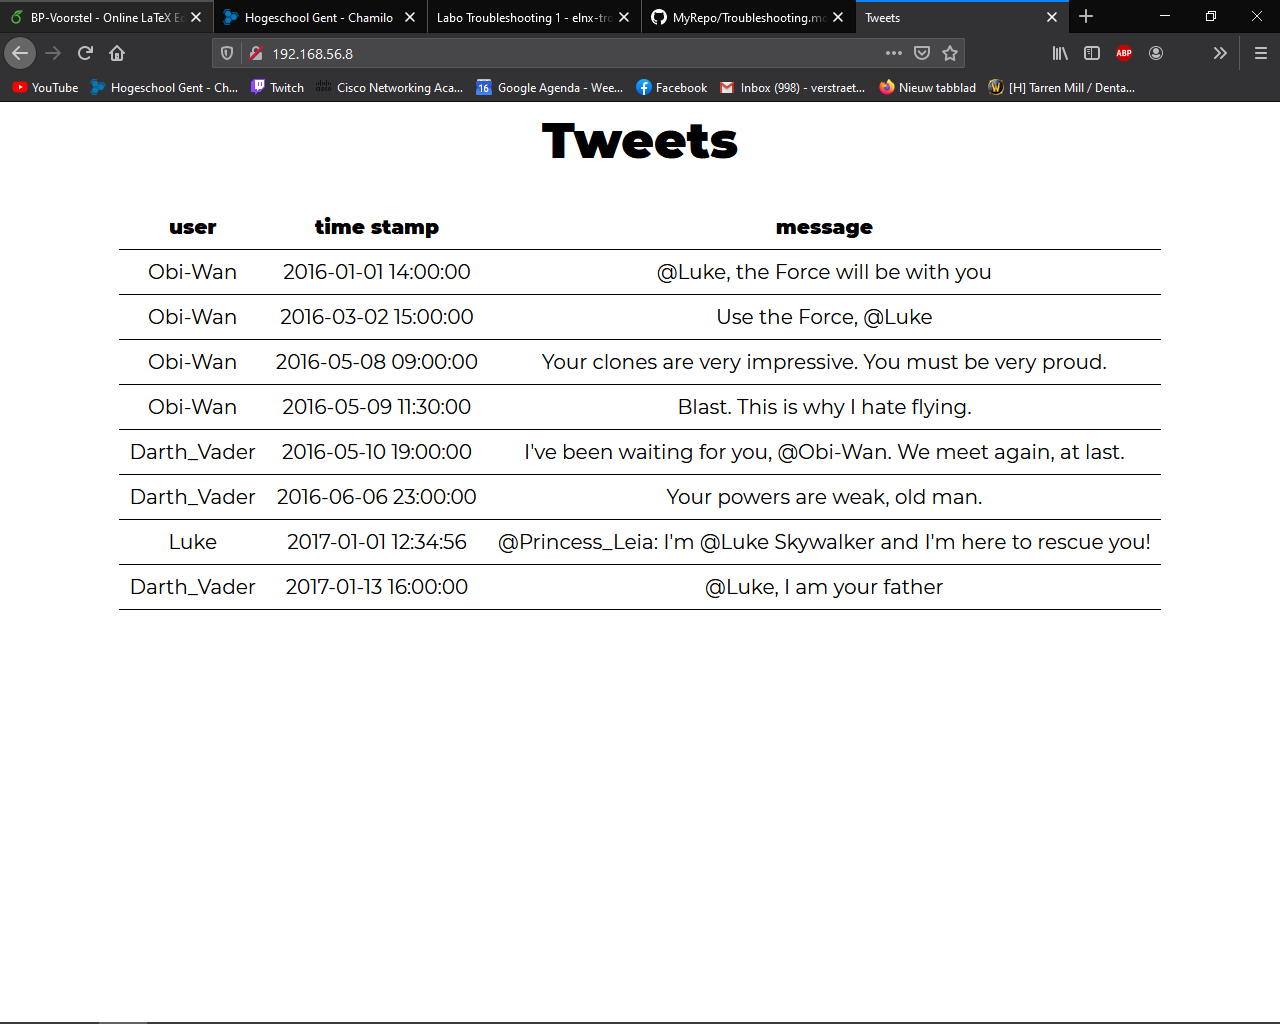 BP-Voorstel - Online LaTeX Ed
Hogeschool Gent - Chamilo
Labo Troubleshooting 1 - elnx-tro
MyRepo/Troubleshooting.md
Tweets
192.168.56.8
ABP
YouTube
Hogeschool Gent - Ch...
Twitch
Cisco Networking Aca...
16
Google Agenda - Wee...
Facebook
Inbox (998) - verstraet...
Nieuw tabblad
[H] Tarren Mill / Denta...
Tweets
user time stamp message
Obi-Wan 2016-01-01 14:00:00 @Luke, the Force will be with you
Obi-Wan 2016-03-02 15:00:00 Use the Force, @Luke
Obi-Wan 2016-05-08 09:00:00 Your clones are very impressive. You must be very proud.
Obi-Wan 2016-05-09 11:30:00 Blast. This is why I hate flying.
Darth_Vader 2016-05-10 19:00:00 I've been waiting for you, @Obi-Wan. We meet again, at last.
Darth_Vader 2016-06-06 23:00:00 Your powers are weak, old man.
Luke 2017-01-01 12:34:56 @Princess_Leia: I'm @Luke Skywalker and I'm here to rescue you!
Darth_Vader 2017-01-13 16:00:00 @Luke, I am your father